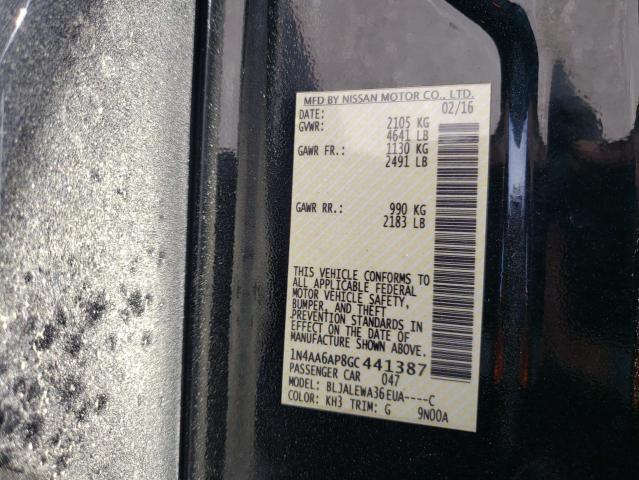 MFD BY NISSAN MOTOR CO., LTD.
DATE: 02/16
GVWR: 2105 KG
4641 LB
GAWR FR.: 1130 KG
2491 LB
GAWR RR.: 990 KG
2183 LB
THIS VEHICLE CONFORMS TO
ALL APPLICABLE FEDERAL
MOTOR VEHICLE SAFETY,
BUMPER, AND THEFT
PREVENTION STANDARDS IN
EFFECT ON THE DATE OF
MANUFACTURE SHOWN ABOVE.
1N4AA6AP8GC441387
PASSENGER CAR 047
MODEL: BLJALEWA36EUA----C
COLOR: KH3 TRIM: G 9N00A